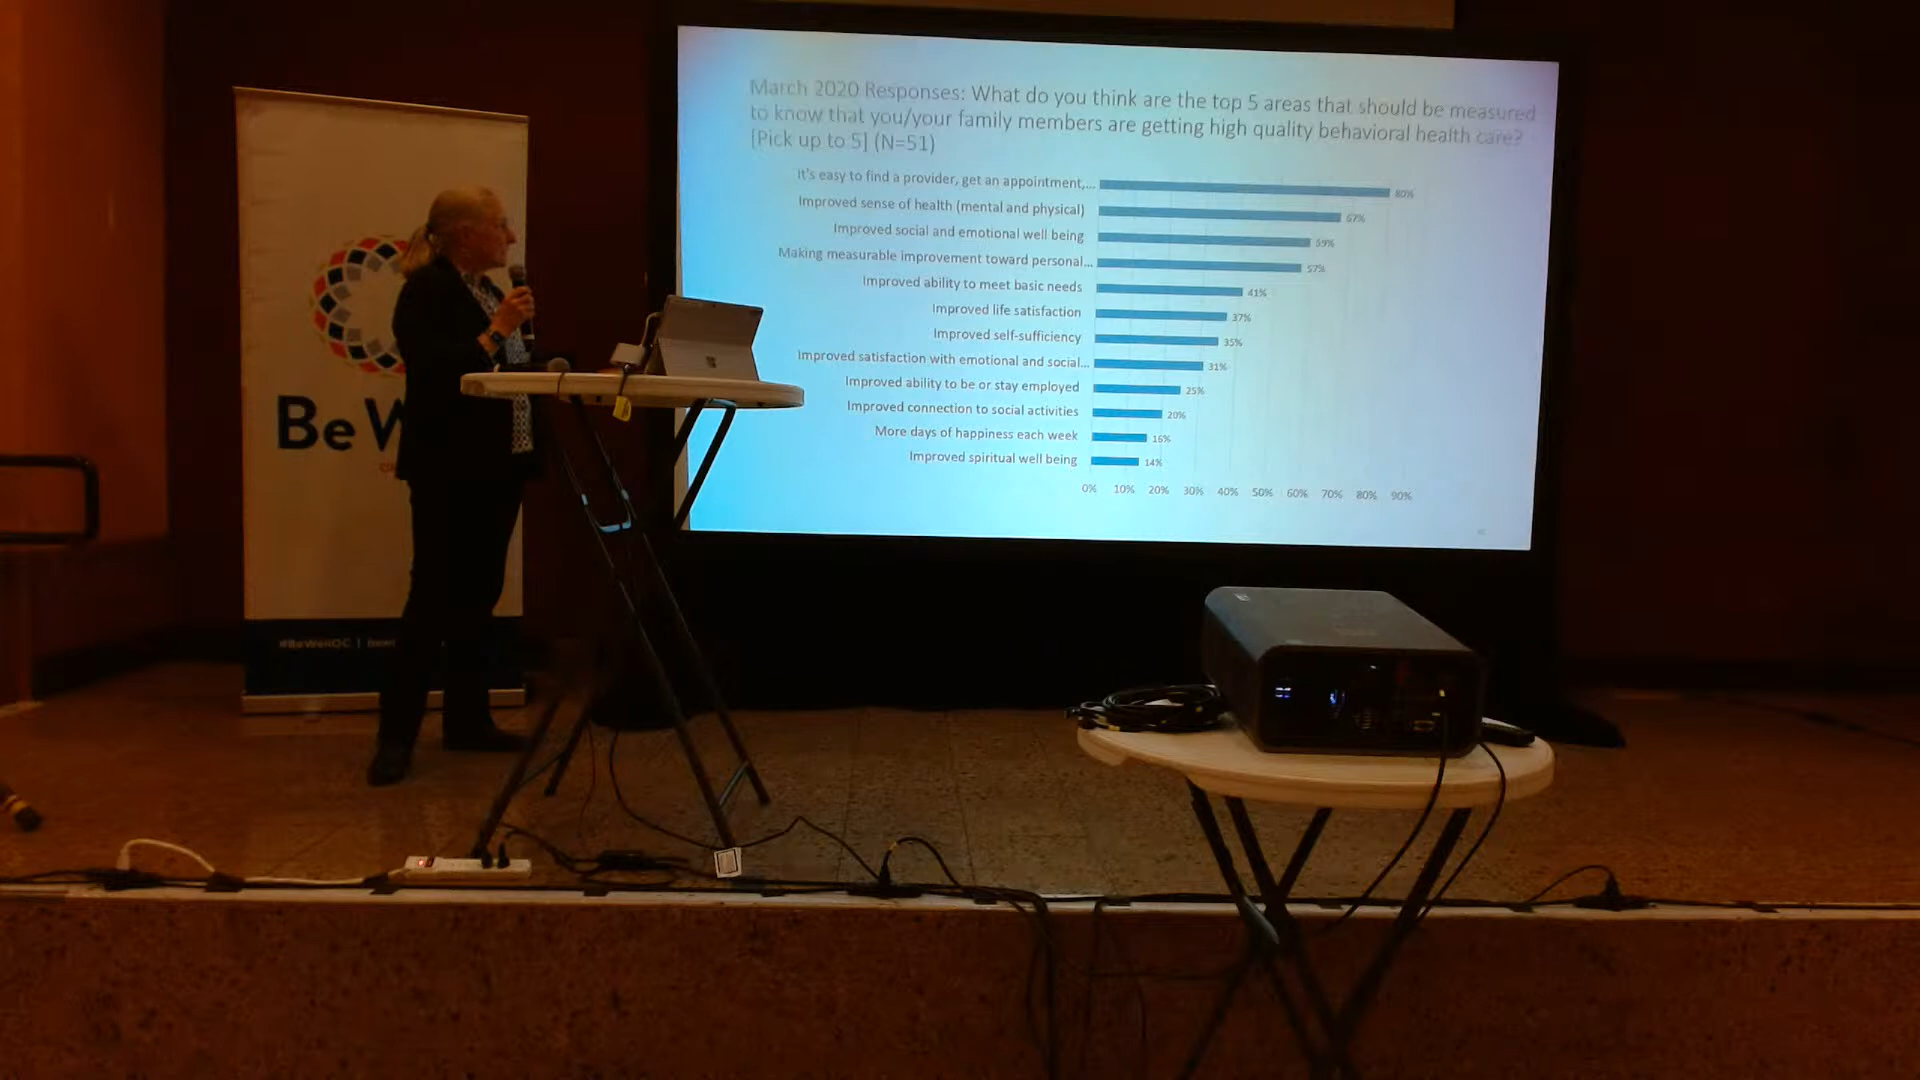 March 2020 Responses: What do you think are the top 5 areas that should be measured
to know that you/your family members are getting high quality behavioral health care?
[Pick up to 5] (N=51)
It's easy to find a provider, get an appointment,... 80%
Improved sense of health (mental and physical) 67%
Improved social and emotional well being 59%
Making measurable improvement toward personal... 57%
Improved ability to meet basic needs 41%
Improved life satisfaction 37%
Improved self-sufficiency 35%
Improved satisfaction with emotional and social... 31%
Improved ability to be or stay employed 25%
Improved connection to social activities 20%
More days of happiness each week 16%
Improved spiritual well being 14%
0% 10% 20% 30% 40% 50% 60% 70% 80% 90%
Be W
#BeWellOC |